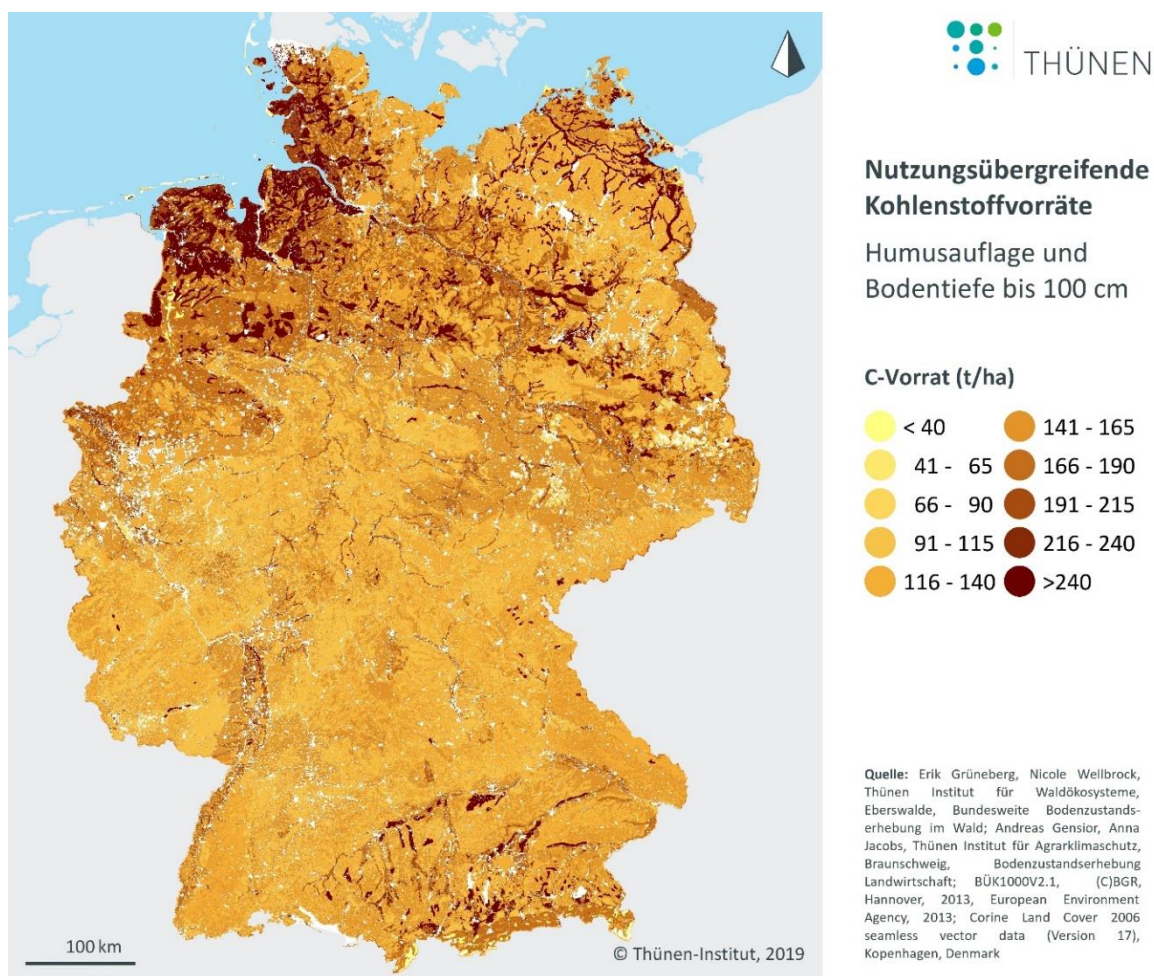 THÜNEN
Nutzungsübergreifende
Kohlenstoffvorräte
Humusauflage und
Bodentiefe bis 100 cm
C-Vorrat (t/ha)
< 40
41 - 65
66 - 90
91 - 115
116 - 140
141 - 165
166 - 190
191 - 215
216 - 240
>240
Quelle: Erik Grüneberg, Nicole Wellbrock,
Thünen Institut für Waldökosysteme,
Eberswalde, Bundesweite Bodenzustands-
erhebung im Wald; Andreas Gensior, Anna
Jacobs, Thünen Institut für Agrarklimaschutz,
Braunschweig, Bodenzustandserhebung
Landwirtschaft; BÜK1000V2.1, (C)BGR,
Hannover, 2013, European Environment
Agency, 2013; Corine Land Cover 2006
seamless vector data (Version 17),
Kopenhagen, Denmark
100 km
© Thünen-Institut, 2019